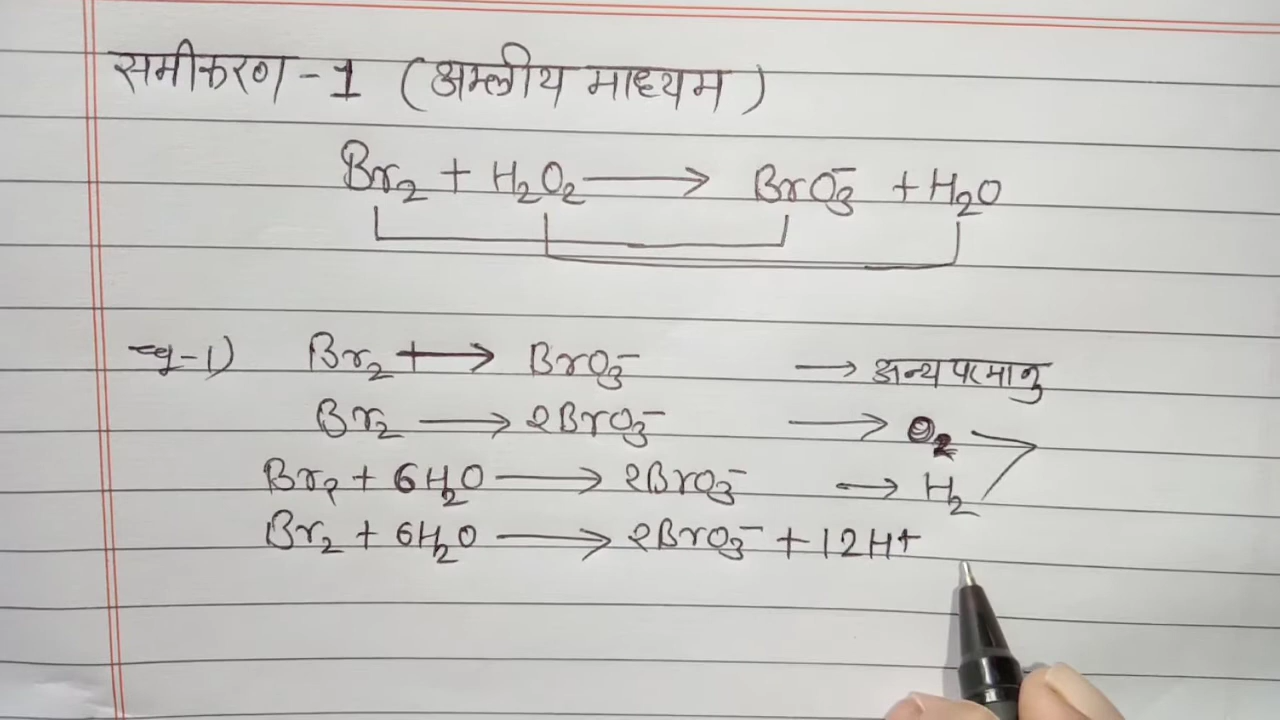 समीकरण-1 (अम्लीय माध्यम)
Br₂ + H₂O₂ ⟶ BrO₃⁻ + H₂O
eq-1) Br₂ ⟶ BrO₃⁻ ⟶ अन्य परमानु
Br₂ ⟶ 2BrO₃⁻ ⟶ O₂
Br₂ + 6H₂O ⟶ 2BrO₃⁻ ⟶ H₂
Br₂ + 6H₂O ⟶ 2BrO₃⁻ + 12H⁺